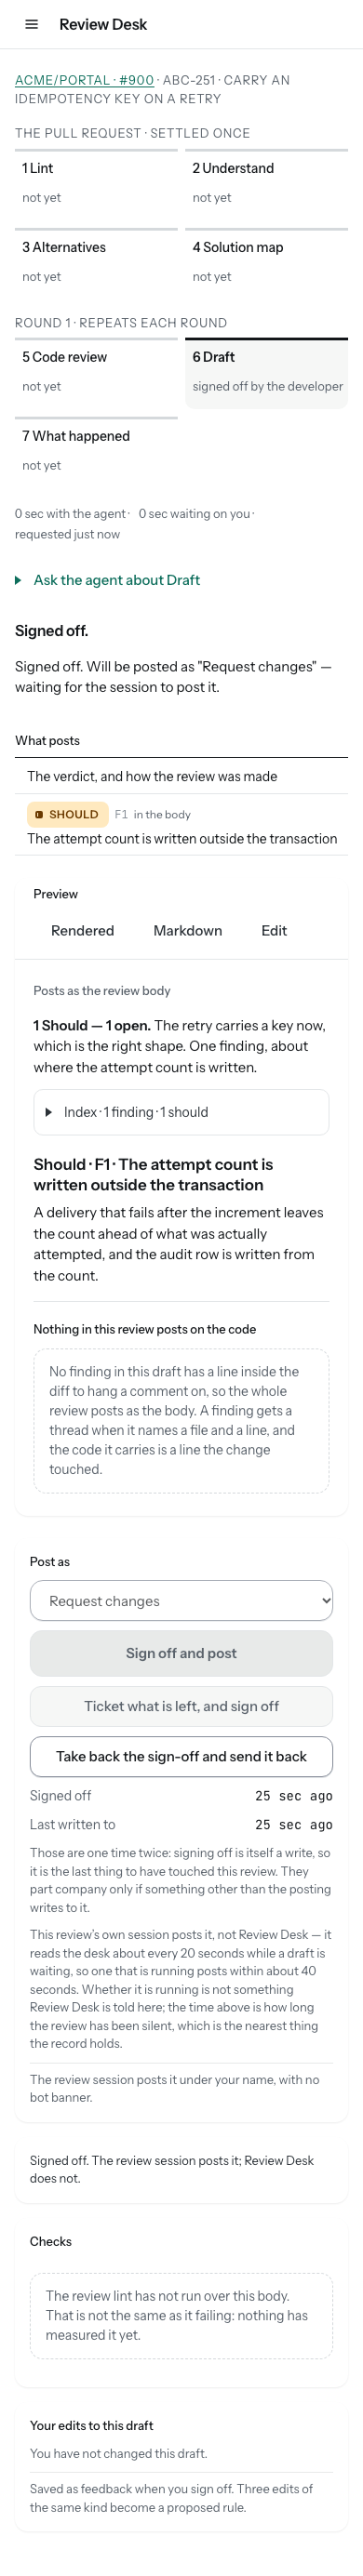 Review Desk
ACME/PORTAL · #900 · ABC-251 · CARRY AN
IDEMPOTENCY KEY ON A RETRY
THE PULL REQUEST · SETTLED ONCE
1 Lint
not yet
2 Understand
not yet
3 Alternatives
not yet
4 Solution map
not yet
ROUND 1 · REPEATS EACH ROUND
5 Code review
not yet
6 Draft
signed off by the developer
7 What happened
not yet
0 sec with the agent · 0 sec waiting on you ·
requested just now
Ask the agent about Draft
Signed off.
Signed off. Will be posted as "Request changes" —
waiting for the session to post it.
What posts
The verdict, and how the review was made
SHOULD F1 in the body
The attempt count is written outside the transaction
Preview
Rendered Markdown Edit
Posts as the review body
1 Should — 1 open. The retry carries a key now,
which is the right shape. One finding, about
where the attempt count is written.
Index · 1 finding · 1 should
Should · F1 · The attempt count is
written outside the transaction
A delivery that fails after the increment leaves
the count ahead of what was actually
attempted, and the audit row is written from
the count.
Nothing in this review posts on the code
No finding in this draft has a line inside the
diff to hang a comment on, so the whole
review posts as the body. A finding gets a
thread when it names a file and a line, and
the code it carries is a line the change
touched.
Post as
Request changes
Sign off and post
Ticket what is left, and sign off
Take back the sign-off and send it back
Signed off 25 sec ago
Last written to 25 sec ago
Those are one time twice: signing off is itself a write, so
it is the last thing to have touched this review. They
part company only if something other than the posting
writes to it.
This review's own session posts it, not Review Desk — it
reads the desk about every 20 seconds while a draft is
waiting, so one that is running posts within about 40
seconds. Whether it is running is not something
Review Desk is told here; the time above is how long
the review has been silent, which is the nearest thing
the record holds.
The review session posts it under your name, with no
bot banner.
Signed off. The review session posts it; Review Desk
does not.
Checks
The review lint has not run over this body.
That is not the same as it failing: nothing has
measured it yet.
Your edits to this draft
You have not changed this draft.
Saved as feedback when you sign off. Three edits of
the same kind become a proposed rule.